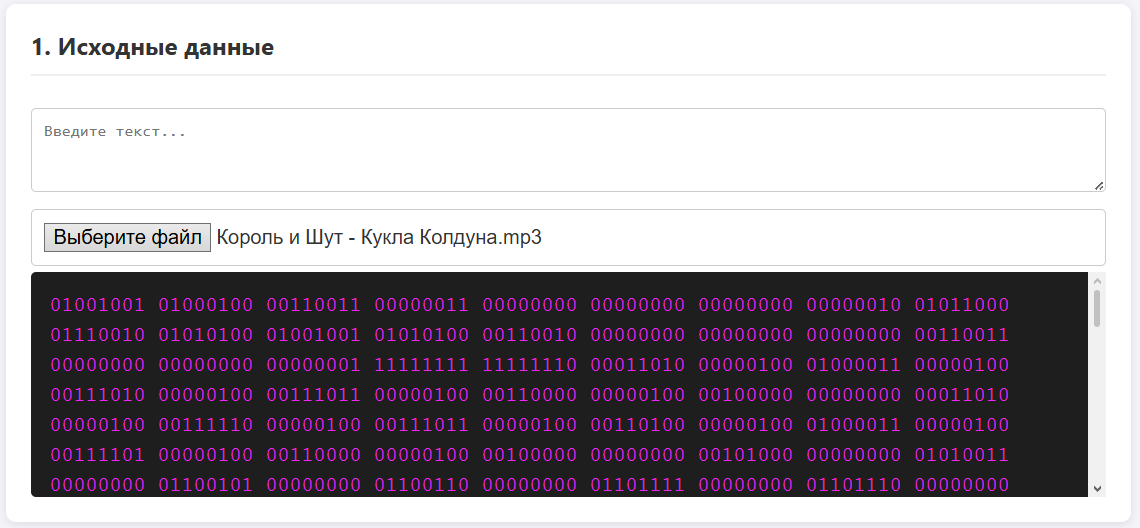 1. Исходные данные
Введите текст...
Выберите файл Король и Шут - Кукла Колдуна.mp3
01001001 01000100 00110011 00000011 00000000 00000000 00000000 00000010 01011000
01110010 01010100 01001001 01010100 00110010 00000000 00000000 00000000 00110011
00000000 00000000 00000001 11111111 11111110 00011010 00000100 01000011 00000100
00111010 00000100 00111011 00000100 00110000 00000100 00100000 00000000 00011010
00000100 00111110 00000100 00111011 00000100 00110100 00000100 01000011 00000100
00111101 00000100 00110000 00000100 00100000 00000000 00101000 00000000 01010011
00000000 01100101 00000000 01100110 00000000 01101111 00000000 01101110 00000000